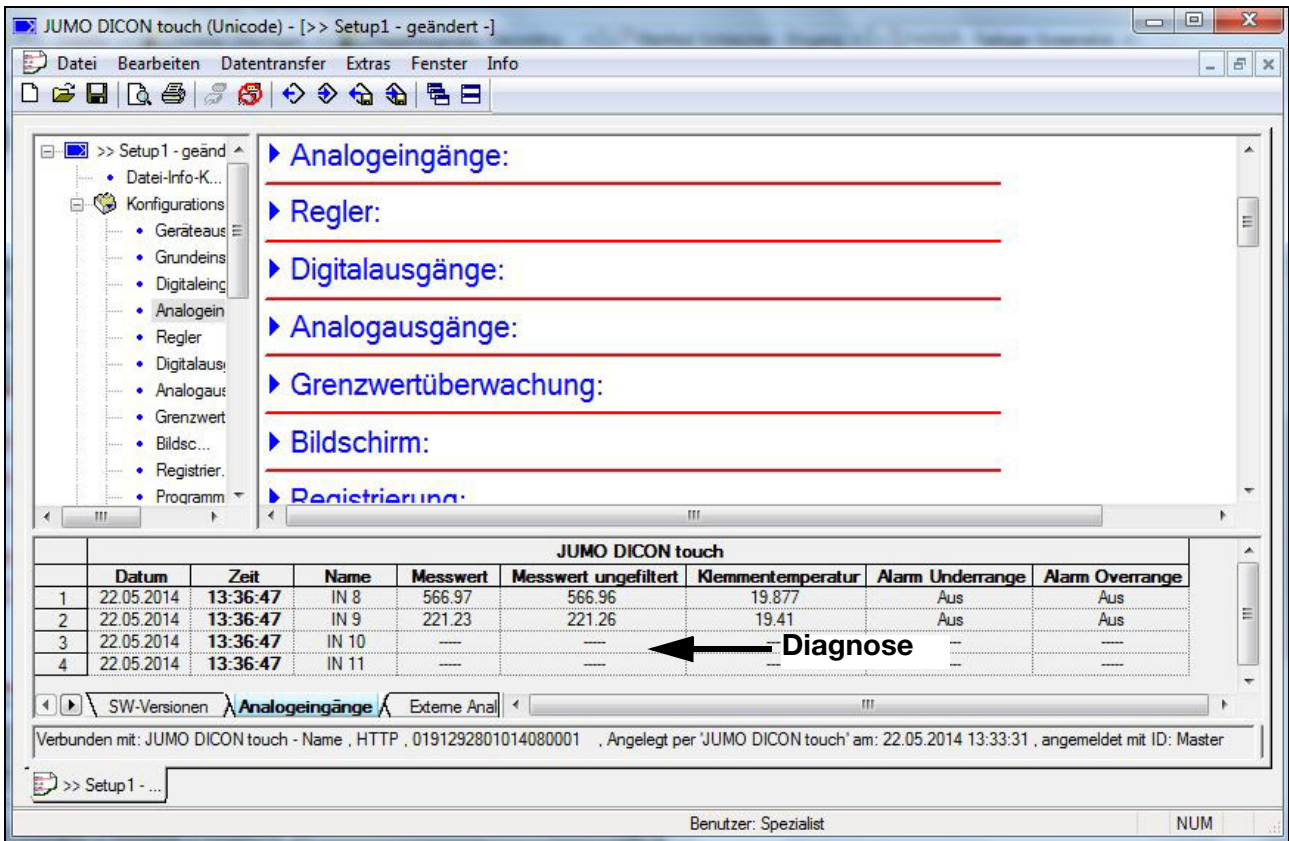 JUMO DICON touch (Unicode) - [>> Setup1 - geändert -]
Datei Bearbeiten Datentransfer Extras Fenster Info
>> Setup1 - geänd
Datei-Info-K...
Konfigurations
Geräteaus
Grundeins
Digitaleing
Analogein
Regler
Digitalaus
Analogaus
Grenzwert
Bildsc...
Registrier.
Programm
Analogeingänge:
Regler:
Digitalausgänge:
Analogausgänge:
Grenzwertüberwachung:
Bildschirm:
Registrierung:
JUMO DICON touch
Datum Zeit Name Messwert Messwert ungefiltert Klemmentemperatur Alarm Underrange Alarm Overrange
1 22.05.2014 13:36:47 IN 8 566.97 566.96 19.877 Aus Aus
2 22.05.2014 13:36:47 IN 9 221.23 221.26 19.41 Aus Aus
3 22.05.2014 13:36:47 IN 10 ----- ----- ----- ----- -----
4 22.05.2014 13:36:47 IN 11 ----- ----- ----- ----- -----
Diagnose
SW-Versionen Analogeingänge Externe Anal
Verbunden mit: JUMO DICON touch - Name , HTTP , 0191292801014080001 , Angelegt per 'JUMO DICON touch' am: 22.05.2014 13:33:31 , angemeldet mit ID: Master
>> Setup1 - ...
Benutzer: Spezialist NUM